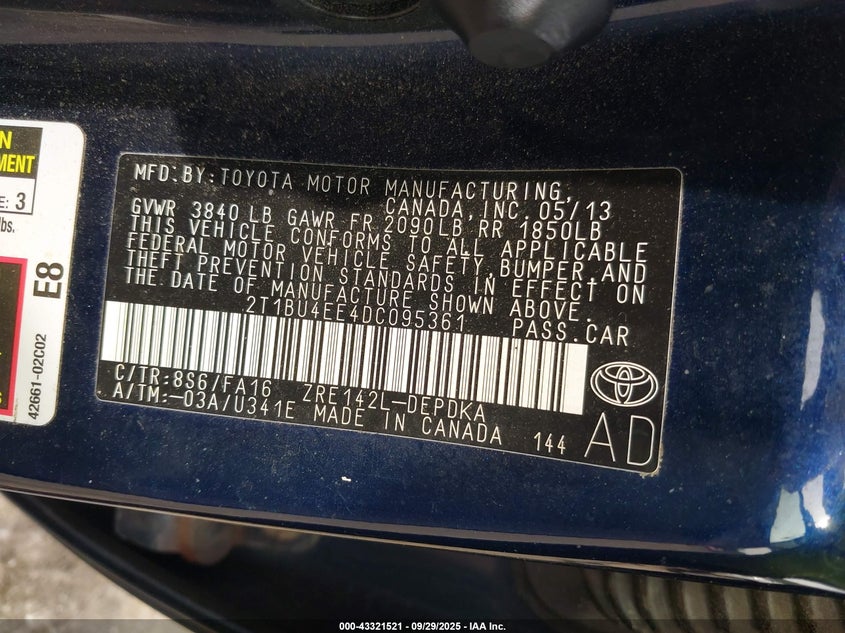 N
MENT
E: 3
lbs.
E8
42661-02C02
MFD.BY:TOYOTA MOTOR MANUFACTURING,
CANADA,INC.05/13
GVWR 3840 LB GAWR FR 2090LB RR 1850LB
THIS VEHICLE CONFORMS TO ALL APPLICABLE
FEDERAL MOTOR VEHICLE SAFETY,BUMPER,AND
THEFT PREVENTION STANDARDS IN EFFECT ON
THE DATE OF MANUFACTURE SHOWN ABOVE.
2T1BU4EE4DC095361 PASS.CAR
C/TR:8S6/FA16 ZRE142L-DEPDKA
A/TM:-03A/U341E MADE IN CANADA 144
AD
000-43321521 | 09/29/2025 - IAA Inc.